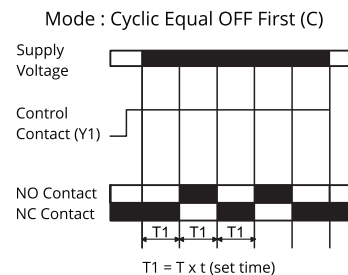 Mode : Cyclic Equal OFF First (C)
Supply
Voltage
Control
Contact (Y1)
NO Contact
NC Contact
T1 T1 T1
T1 = T x t (set time)